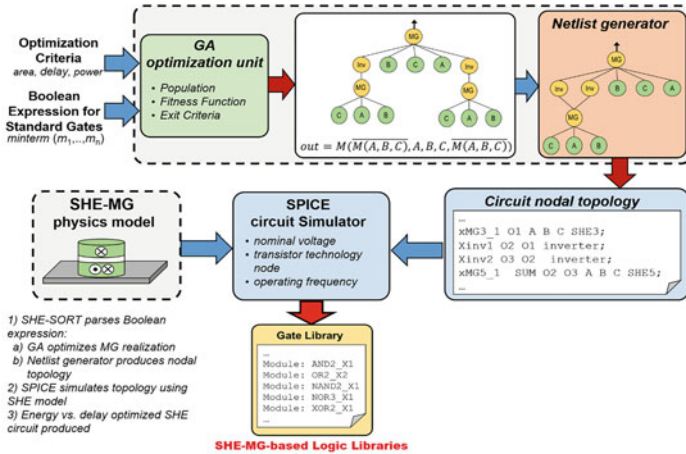 Optimization
Criteria
area, delay, power
Boolean
Expression for
Standard Gates
minterm (m1,..,mn)
GA
optimization unit
• Population
• Fitness Function
• Exit Criteria
MG
Inv B C A Inv
MG MG
C A B C A B
out = M(M(A,B,C),A,B,C,M(A,B,C))
Netlist generator
MG
Inv Inv B C A
MG
C A B
SHE-MG
physics model
SPICE
circuit Simulator
• nominal voltage
• transistor technology
node
• operating frequency
Circuit nodal topology
…
xMG3_1 O1 A B C SHE3;
Xinv1 O2 O1 inverter;
Xinv2 O3 O2 inverter;
xMG5_1 SUM O2 O3 A B C SHE5;
…
1) SHE-SORT parses Boolean
expression:
a) GA optimizes MG realization
b) Netlist generator produces nodal
topology
2) SPICE simulates topology using
SHE model
3) Energy vs. delay optimized SHE
circuit produced
Gate Library
…
Module: AND2_X1
Module: OR2_X2
Module: NAND2_X1
Module: NOR3_X1
Module: XOR2_X1
…
SHE-MG-based Logic Libraries